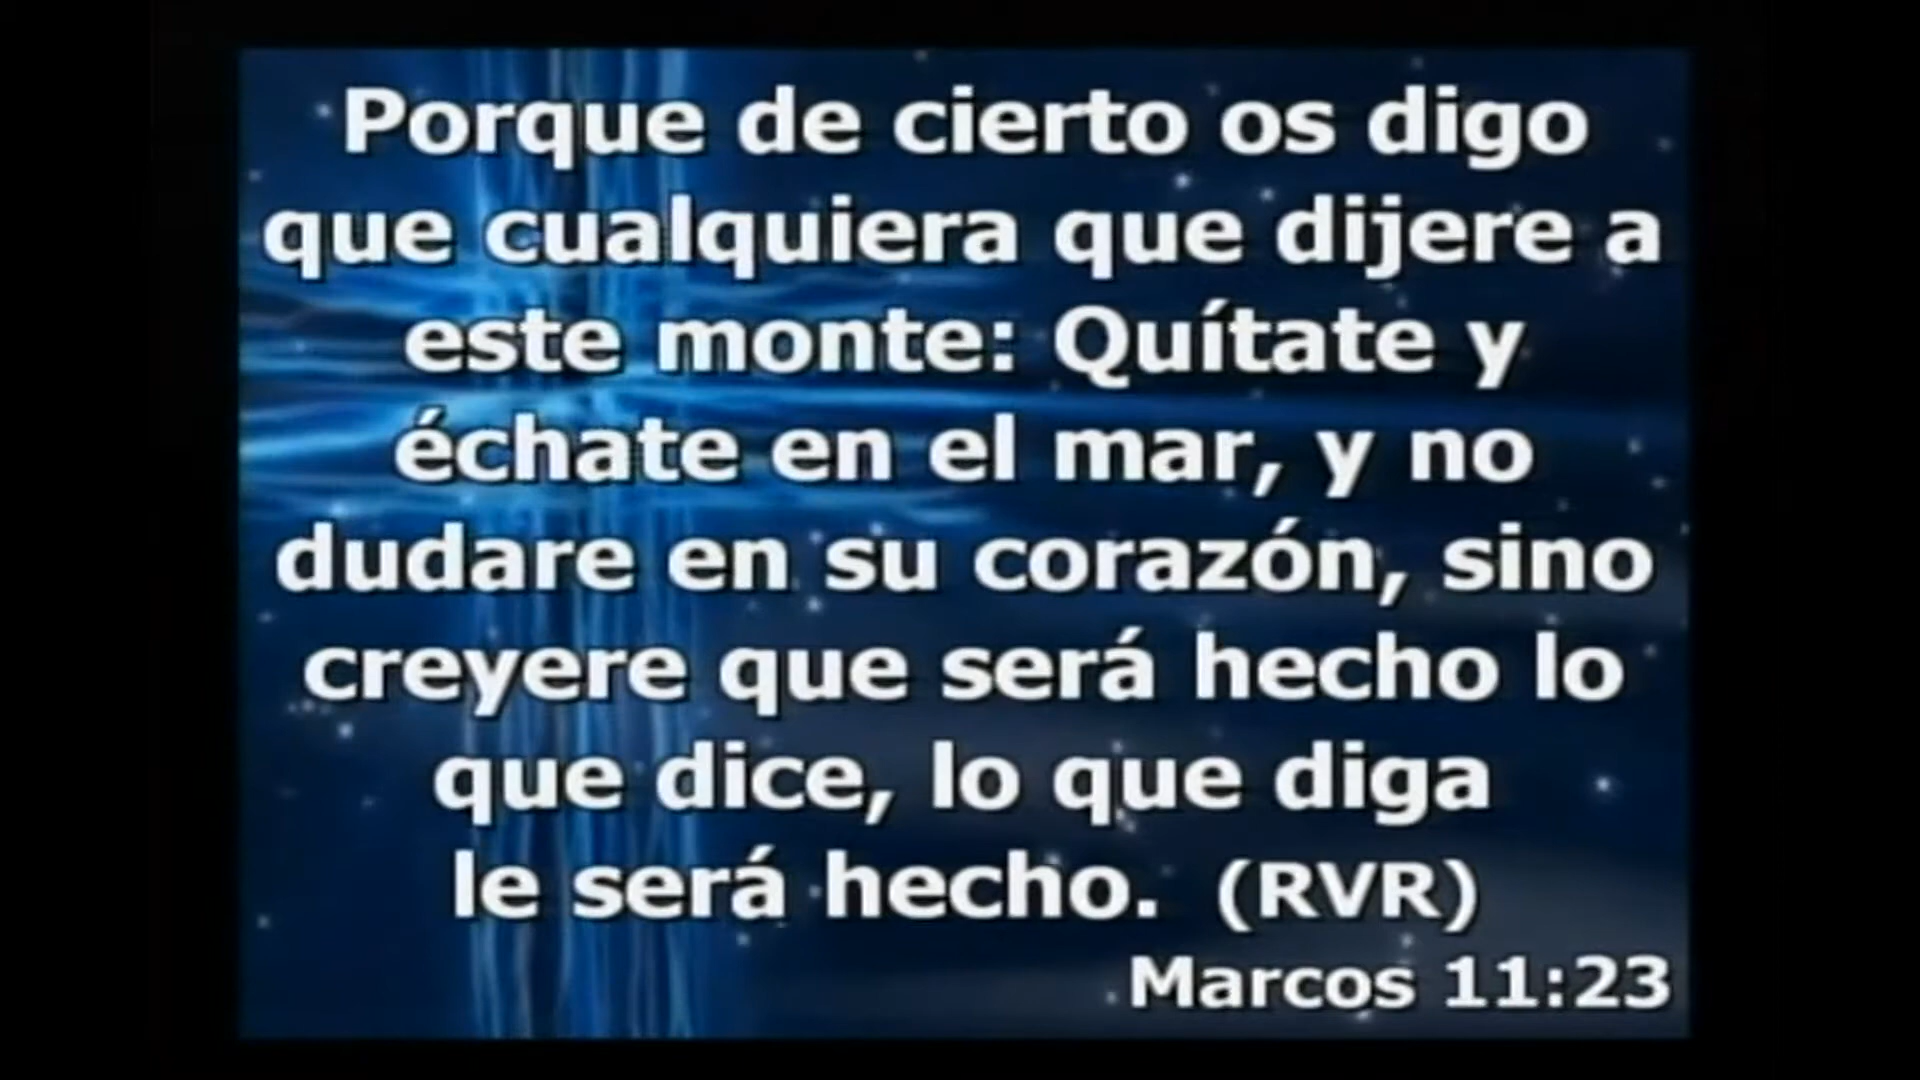 Porque de cierto os digo
que cualquiera que dijere a
este monte: Quítate y
échate en el mar, y no
dudare en su corazón, sino
creyere que será hecho lo
que dice, lo que diga
le será hecho. (RVR)
Marcos 11:23